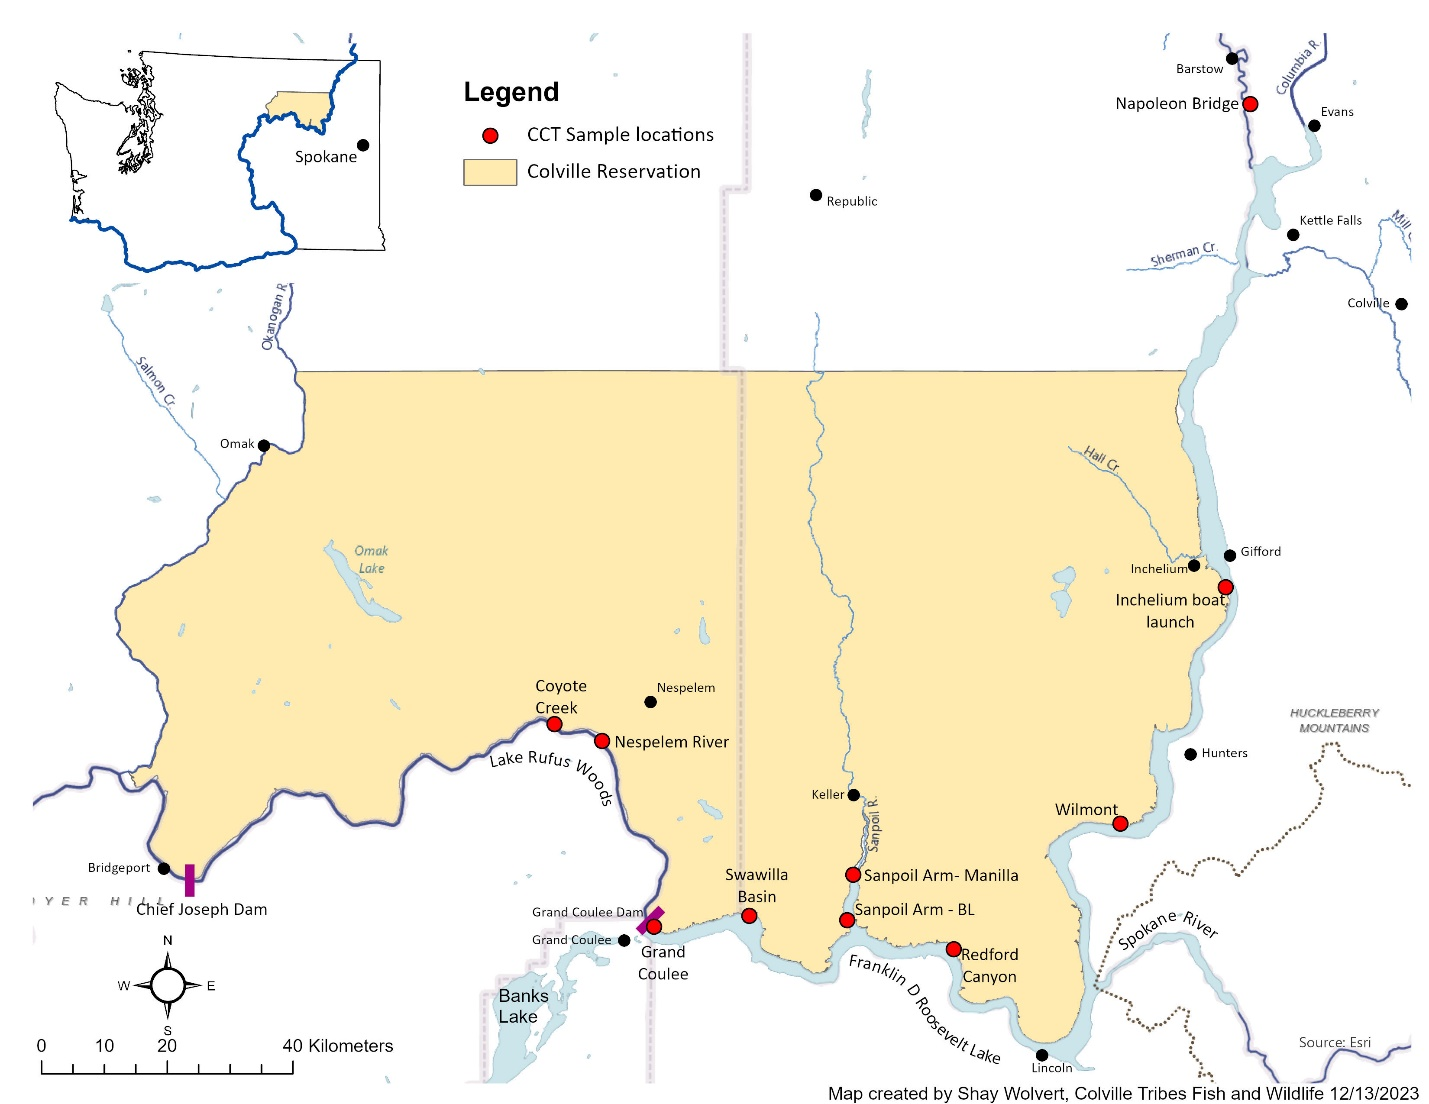 Spokane
Legend
CCT Sample locations
Colville Reservation
Barstow
Columbia R.
Napoleon Bridge
Evans
Republic
Kettle Falls
Sherman Cr.
Colville
Okanogan R
Salmon Cr.
Omak
Hall Cr.
Omak
Lake
Gifford
Inchelium
Inchelium boat
launch
Coyote
Creek
Nespelem
Nespelem River
HUCKLEBERRY
MOUNTAINS
Lake Rufus Woods
Hunters
Keller
Sanpoil R.
Wilmont
Bridgeport
Swawilla
Basin
Sanpoil Arm- Manilla
Y E R H I L L
Chief Joseph Dam
Grand Coulee Dam
Sanpoil Arm - BL
Spokane River
N
Grand Coulee
Grand
Coulee
Redford
Canyon
W
E
Franklin D Roosevelt Lake
Banks
Lake
S
0 10 20 40 Kilometers
Source: Esri
Lincoln
Map created by Shay Wolvert, Colville Tribes Fish and Wildlife 12/13/2023